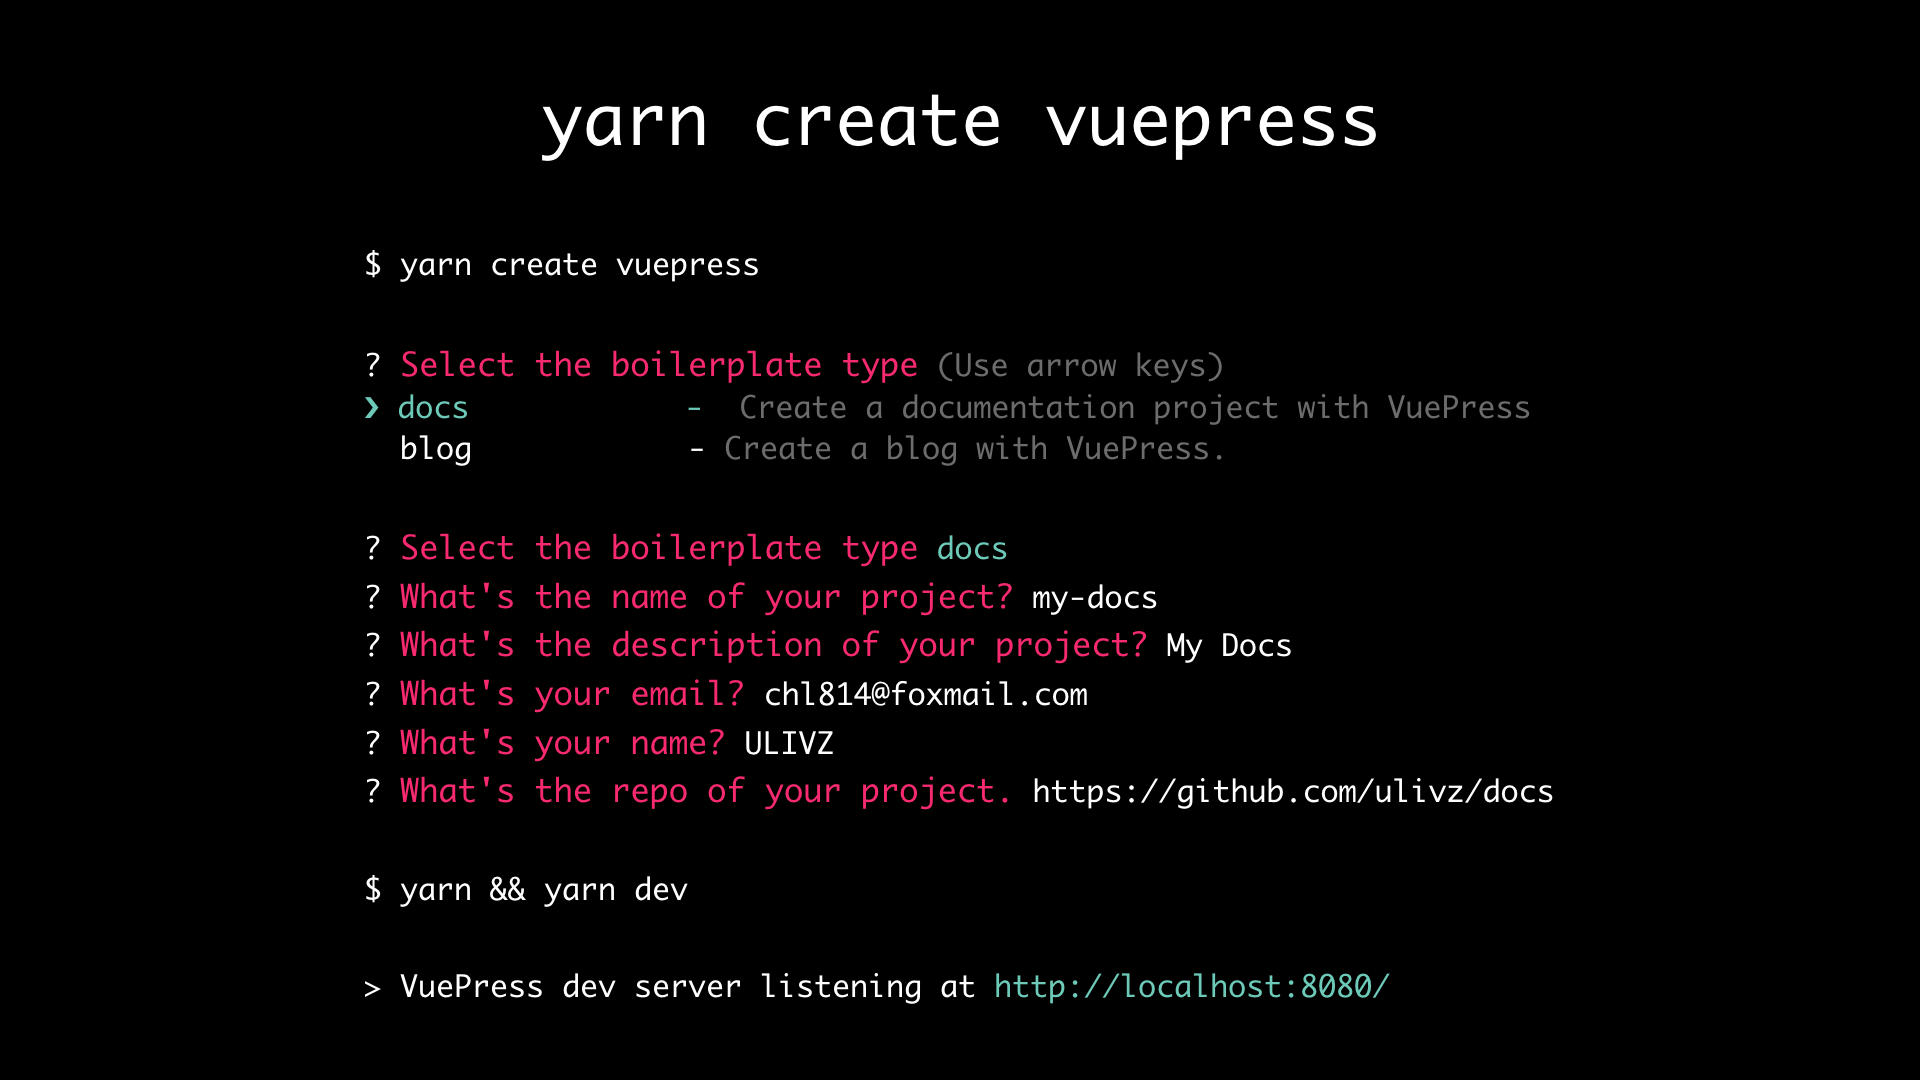 yarn create vuepress
$ yarn create vuepress
? Select the boilerplate type (Use arrow keys)
❯ docs - Create a documentation project with VuePress
blog - Create a blog with VuePress.
? Select the boilerplate type docs
? What's the name of your project? my-docs
? What's the description of your project? My Docs
? What's your email? chl814@foxmail.com
? What's your name? ULIVZ
? What's the repo of your project. https://github.com/ulivz/docs
$ yarn && yarn dev
> VuePress dev server listening at http://localhost:8080/